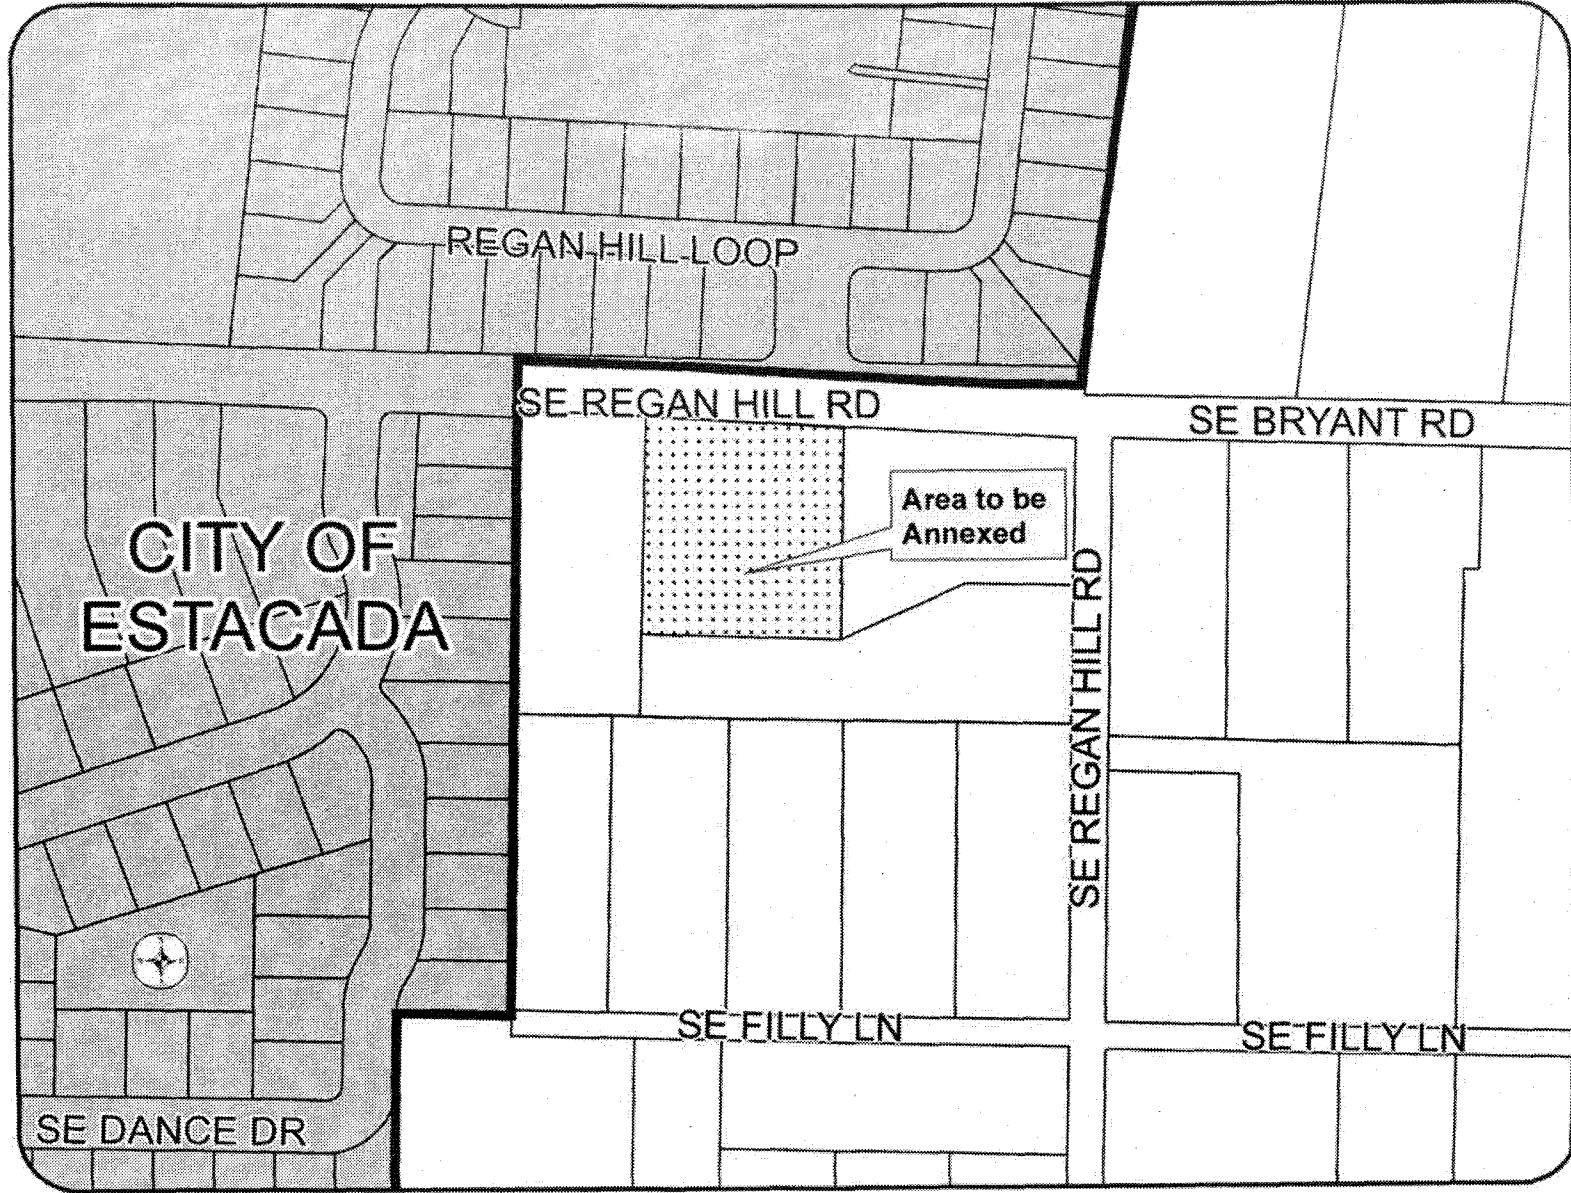 REGAN HILL LOOP
SE REGAN HILL RD
SE BRYANT RD
Area to be
Annexed
CITY OF
ESTACADA
SE REGAN HILL RD
SE FILLY LN
SE FILLY LN
SE DANCE DR